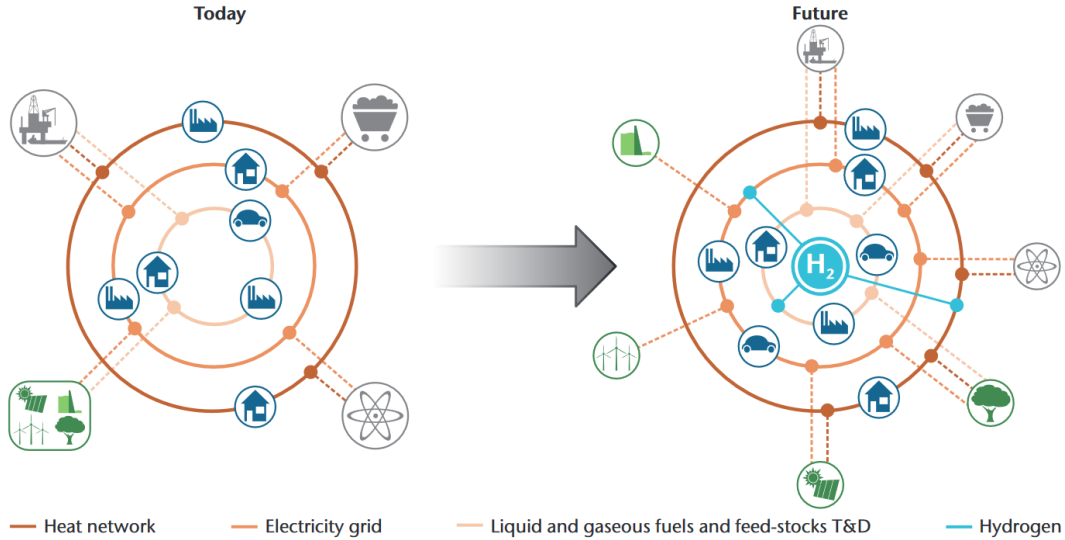 Today
Future
H₂
Heat network
Electricity grid
Liquid and gaseous fuels and feed-stocks T&D
Hydrogen